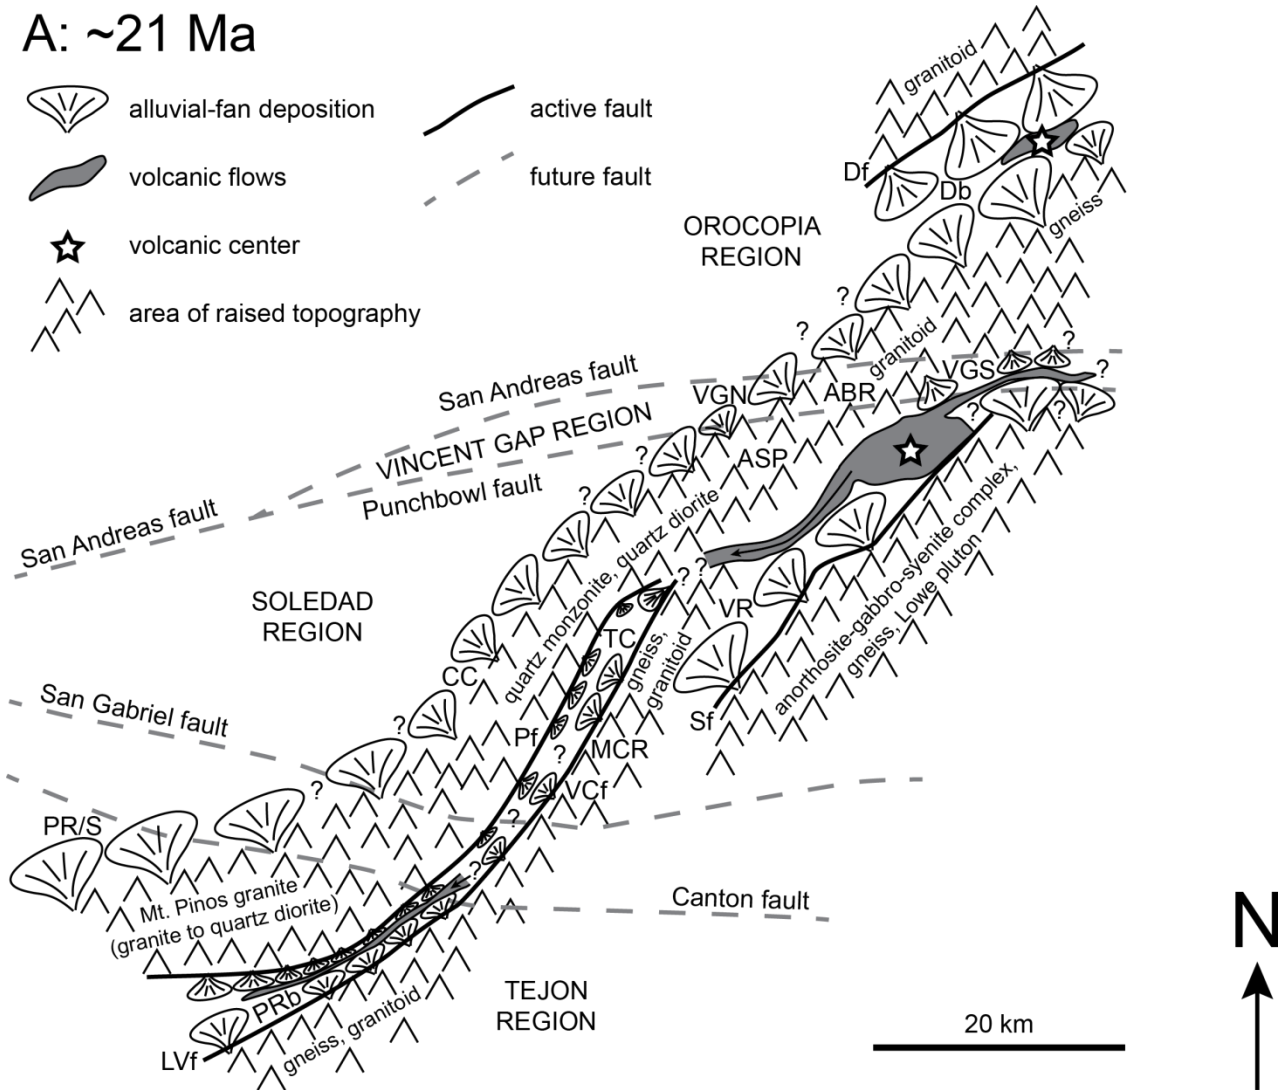 A: ~21 Ma
alluvial-fan deposition
active fault
volcanic flows
future fault
volcanic center
area of raised topography
granitoid
Df
Db
gneiss
OROCOPIA
REGION
?
?
granitoid
?
VGS
?
San Andreas fault
VGN
ABR
VINCENT GAP REGION
?
?
?
ASP
Punchbowl fault
?
San Andreas fault
quartz monzonite, quartz diorite
anorthosite-gabbro-syenite complex,
gneiss, Lowe pluton
? ?
SOLEDAD
REGION
VR
TC
gneiss,
granitoid
CC
San Gabriel fault
?
Pf
Sf
MCR
?
VCf
?
?
PR/S
?
Mt. Pinos granite
(granite to quartz diorite)
Canton fault
PRb
TEJON
REGION
gneiss, granitoid
LVf
20 km
N